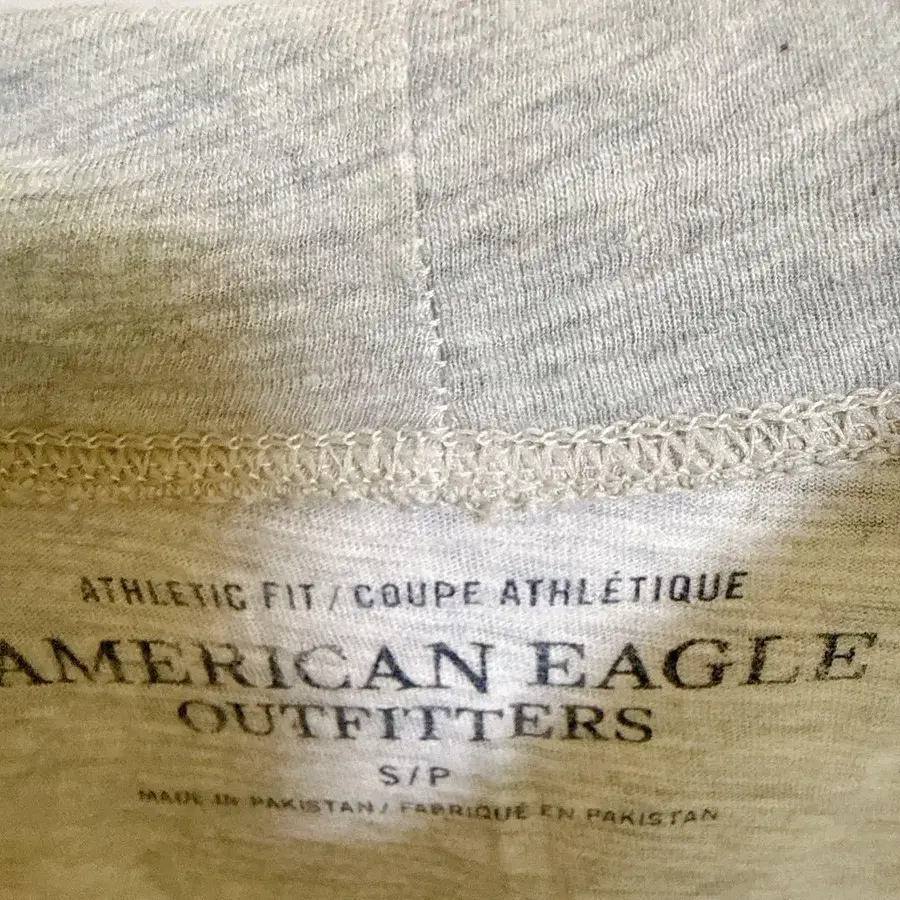 ATHLETIC FIT / COUPE ATHLÉTIQUE
AMERICAN EAGLE
OUTFITTERS
S/P
MADE IN PAKISTAN / FABRIQUÉ EN PAKISTAN